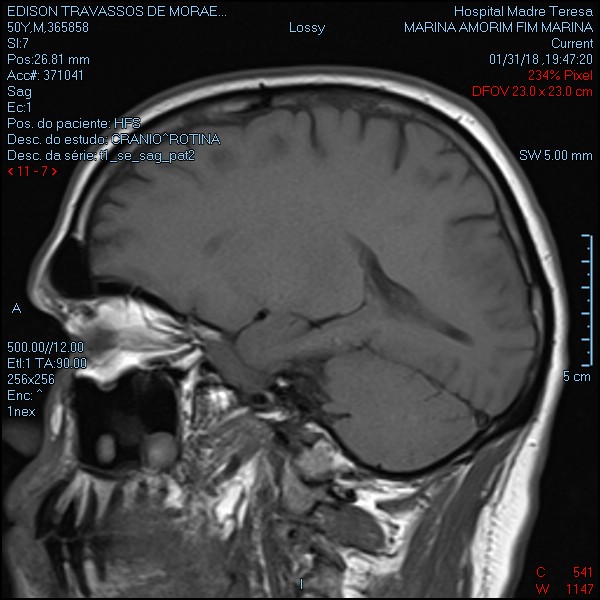 EDISON TRAVASSOS DE MORAE...
50Y,M,365858
Sl:7
Pos:26.81 mm
Acc#: 371041
Sag
Ec:1
Pos. do paciente: HFS
Desc. do estudo: CRANIO^ROTINA
Desc. da série: t1_se_sag_pat2
< 11 - 7 >
Lossy
Hospital Madre Teresa
MARINA AMORIM FIM MARINA
Current
01/31/18 ,19:47:20
234% Pixel
DFOV 23.0 x 23.0 cm
SW 5.00 mm
A
500.00//12.00
Etl:1 TA:90.00
256x256
Enc: ^
1nex
5 cm
I
C 541
W 1147